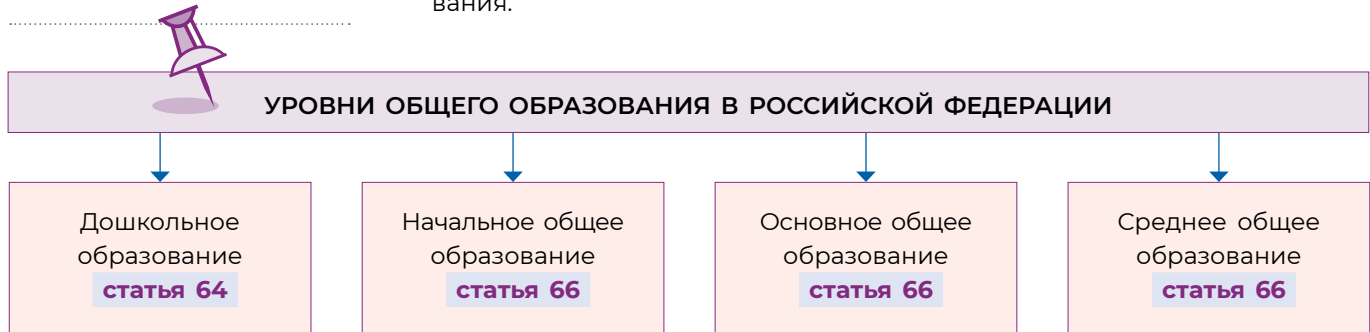 вания.
УРОВНИ ОБЩЕГО ОБРАЗОВАНИЯ В РОССИЙСКОЙ ФЕДЕРАЦИИ
Дошкольное
образование
статья 64
Начальное общее
образование
статья 66
Основное общее
образование
статья 66
Среднее общее
образование
статья 66